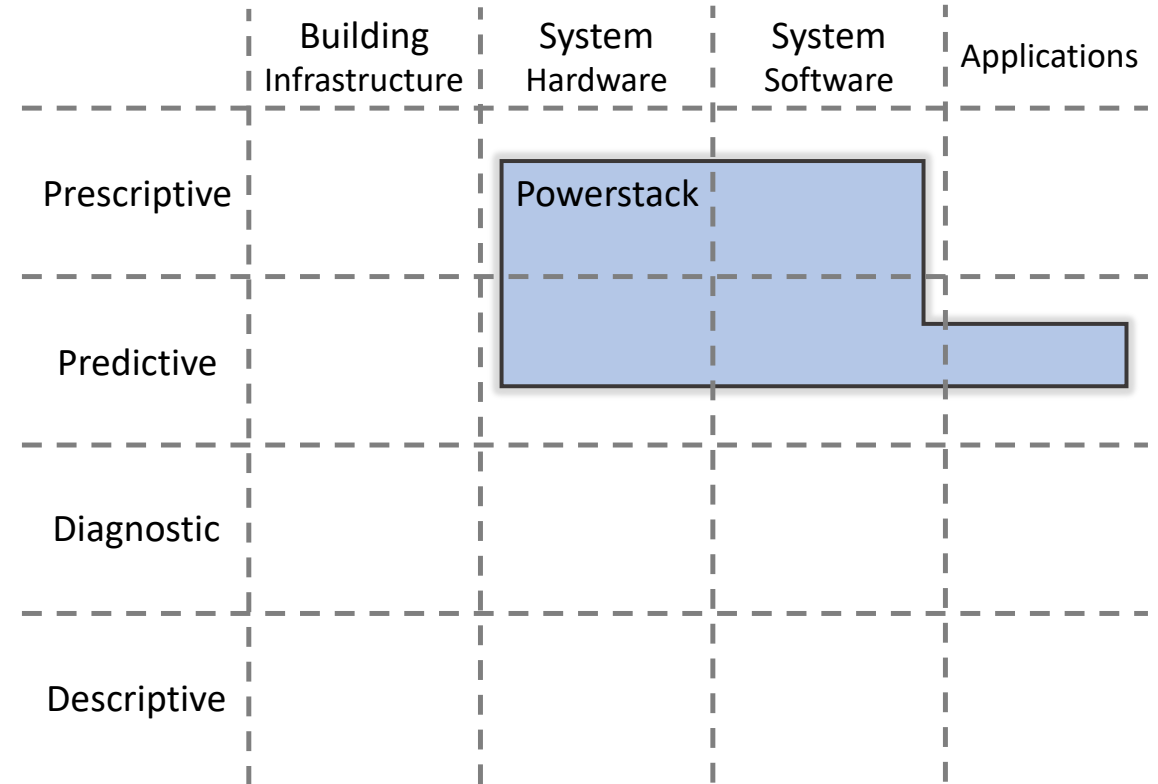 Building
Infrastructure
System
Hardware
System
Software
Applications
Prescriptive
Powerstack
Predictive
Diagnostic
Descriptive